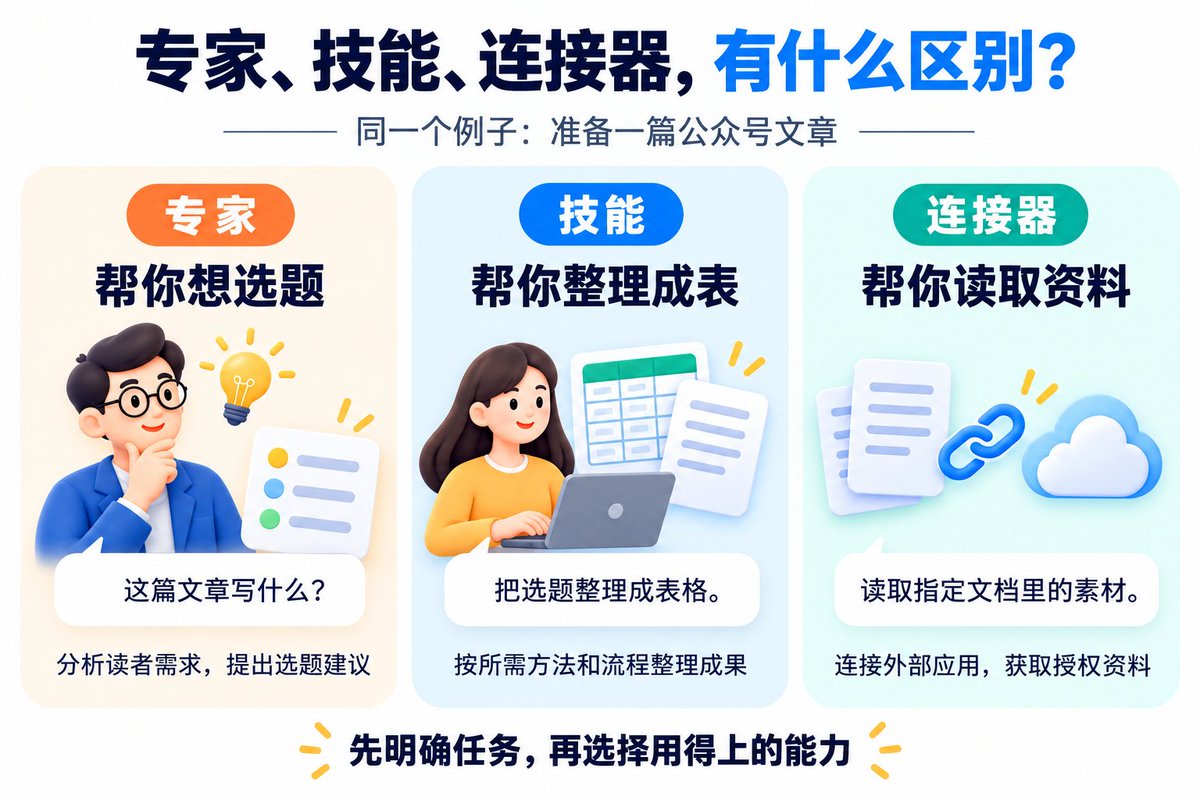 专家、技能、连接器，有什么区别？
同一个例子：准备一篇公众号文章
专家
帮你想选题
这篇文章写什么？
分析读者需求，提出选题建议
技能
帮你整理成表
把选题整理成表格。
按所需方法和流程整理成果
连接器
帮你读取资料
读取指定文档里的素材。
连接外部应用，获取授权资料
先明确任务，再选择用得上的能力